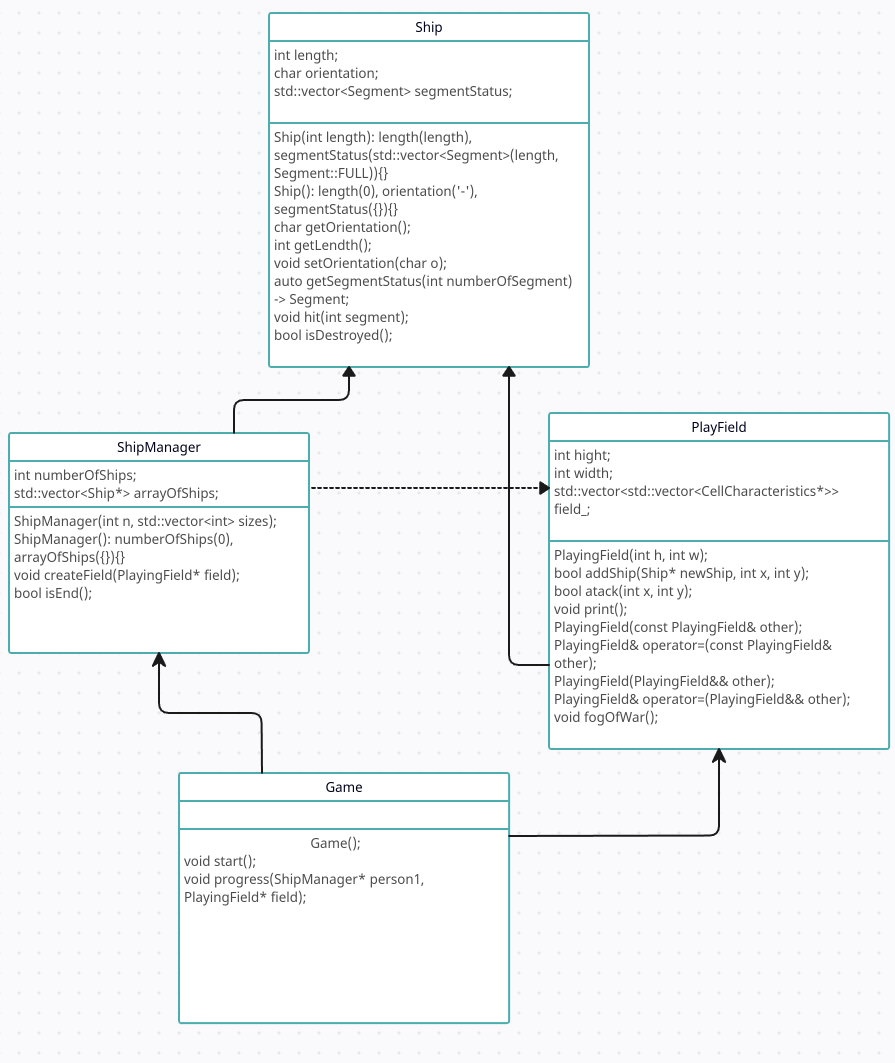 Ship
int length;
char orientation;
std::vector<Segment> segmentStatus;
Ship(int length): length(length),
segmentStatus(std::vector<Segment>(length,
Segment::FULL)){}
Ship(): length(0), orientation('-'),
segmentStatus({}){}
char getOrientation();
int getLendth();
void setOrientation(char o);
auto getSegmentStatus(int numberOfSegment)
-> Segment;
void hit(int segment);
bool isDestroyed();
ShipManager
int numberOfShips;
std::vector<Ship*> arrayOfShips;
ShipManager(int n, std::vector<int> sizes);
ShipManager(): numberOfShips(0),
arrayOfShips({}){}
void createField(PlayingField* field);
bool isEnd();
PlayField
int hight;
int width;
std::vector<std::vector<CellCharacteristics*>>
field_;
PlayingField(int h, int w);
bool addShip(Ship* newShip, int x, int y);
bool atack(int x, int y);
void print();
PlayingField(const PlayingField& other);
PlayingField& operator=(const PlayingField&
other);
PlayingField(PlayingField&& other);
PlayingField& operator=(PlayingField&& other);
void fogOfWar();
Game
Game();
void start();
void progress(ShipManager* person1,
PlayingField* field);